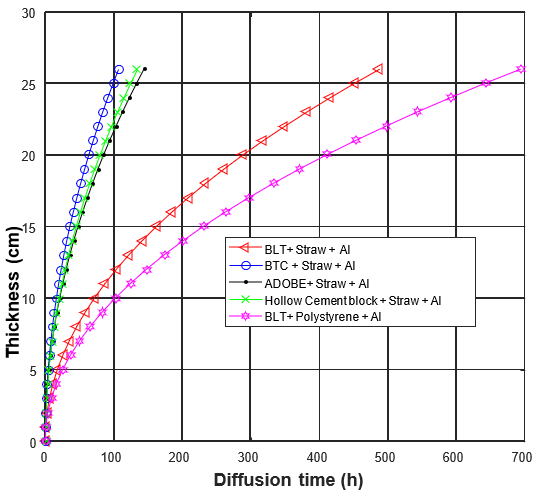 30
25
20
15
10
5
0
Thickness (cm)
BLT+ Straw + Al
BTC + Straw + Al
ADOBE+ Straw + Al
Hollow Cement block + Straw + Al
BLT+ Polystyrene + Al
0 100 200 300 400 500 600 700
Diffusion time (h)